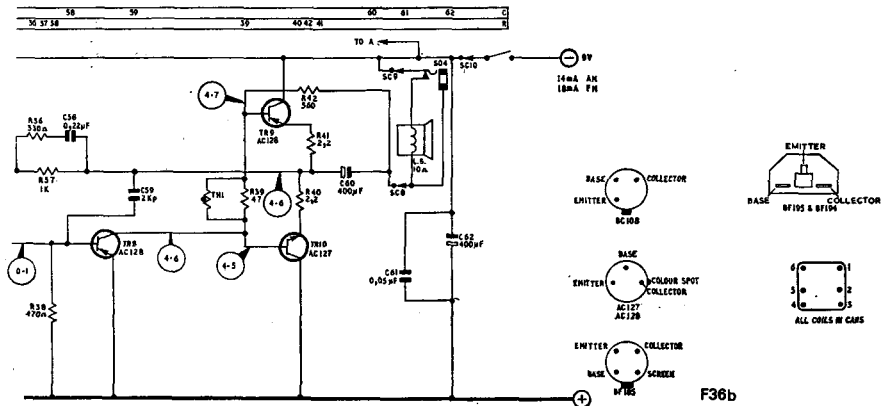 58 59 60 61 62 C
36 37 38 39 40 42 41 R
TO A
SC10
9V
14mA AM
18mA FM
SC9
SO4
4-7
R42
560
TR9
AC128
R41
2,2
R56
330Ω
C58
0,22µF
R57
1K
C59
2Kp
TH1
R39
47
4-6
R40
2,2
C60
400µF
L.S.
10Ω
SC8
TR8
AC128
4-6
4-5
TR10
AC127
0-1
R38
470Ω
C61
0,05µF
C62
400µF
BASE COLLECTOR
EMITTER
BC108
BASE
EMITTER COLOUR SPOT
COLLECTOR
AC127
AC128
EMITTER COLLECTOR
BASE SCREEN
BF185
EMITTER
BASE COLLECTOR
BF195 & BF194
6 1
5 2
4 3
ALL COILS IN CANS
F36b